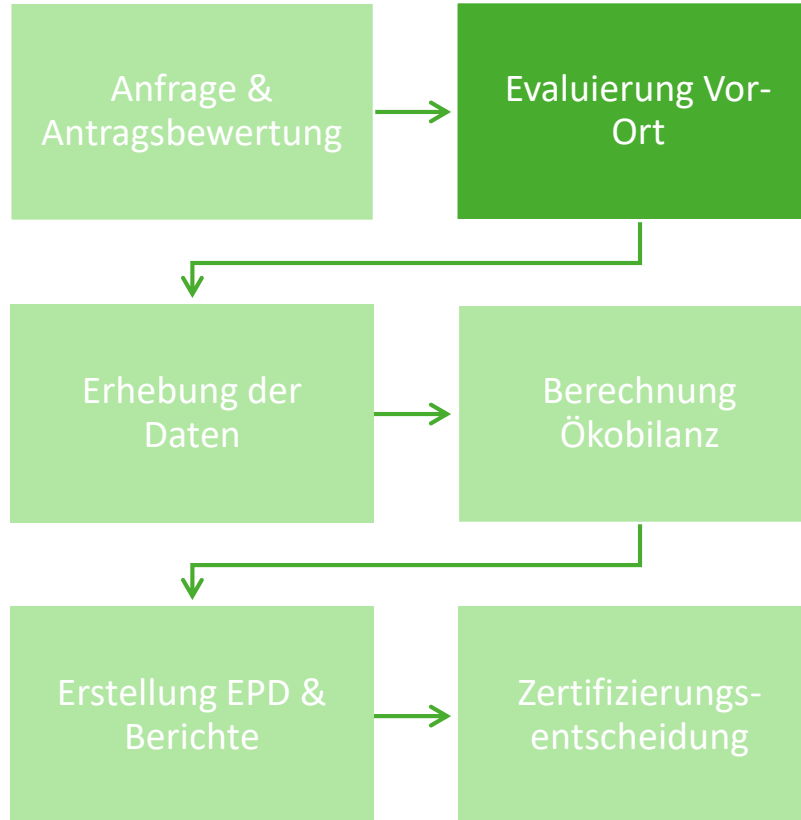 Anfrage &
Antragsbewertung
Evaluierung Vor-
Ort
Erhebung der
Daten
Berechnung
Ökobilanz
Erstellung EPD &
Berichte
Zertifizierungs-
entscheidung